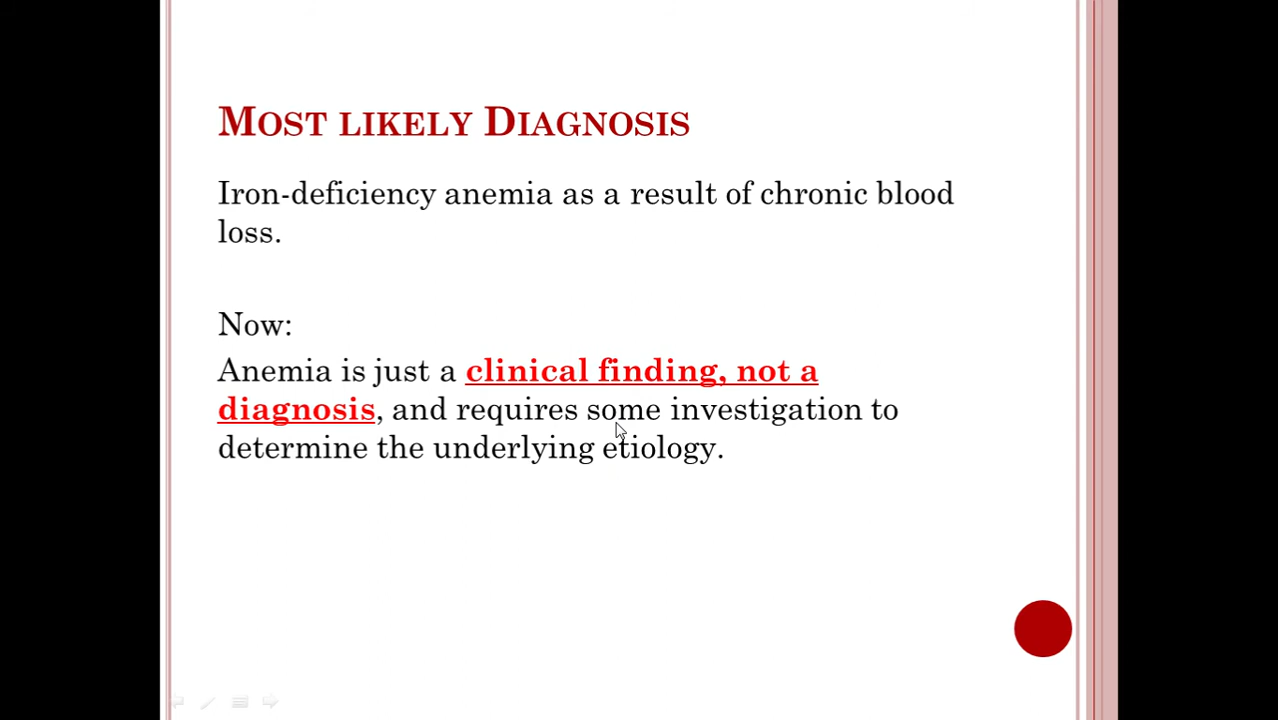 Most likely Diagnosis
Iron-deficiency anemia as a result of chronic blood
loss.
Now:
Anemia is just a clinical finding, not a
diagnosis, and requires some investigation to
determine the underlying etiology.